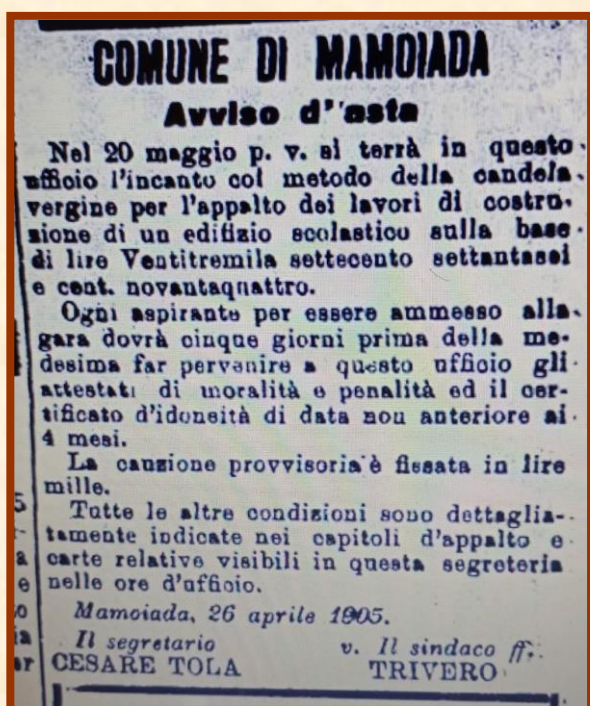 COMUNE DI MAMOIADA
Avviso d'asta
Nel 20 maggio p. v. si terrà in questo
ufficio l'incanto col metodo della candela
vergine per l'appalto dei lavori di costru-
zione di un edifizio scolastico sulla base
di lire Ventitremila settecento settantasei
e cent. novantaquattro.
Ogni aspirante per essere ammesso alla
gara dovrà cinque giorni prima della me-
desima far pervenire a questo ufficio gli
attestati di moralità e penalità ed il cer-
tificato d'idoneità di data non anteriore ai
4 mesi.
La cauzione provvisoria è fissata in lire
mille.
Tutte le altre condizioni sono dettaglia-
tamente indicate nei capitoli d'appalto e
carte relative visibili in questa segreteria
nelle ore d'ufficio.
Mamoiada, 26 aprile 1905.
Il segretario v. Il sindaco ff.
CESARE TOLA TRIVERO